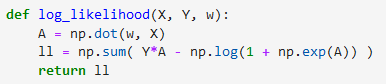 def log_likelihood(X, Y, w):
    A = np.dot(w, X)
    ll = np.sum( Y*A - np.log(1 + np.exp(A)) )
    return ll